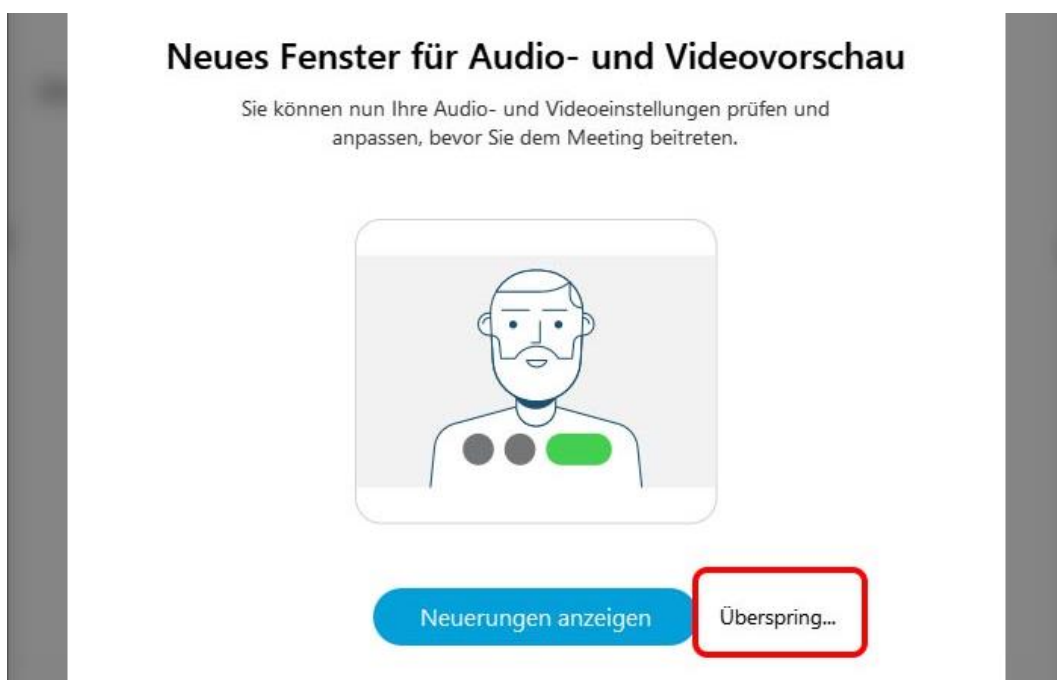 Neues Fenster für Audio- und Videovorschau
Sie können nun Ihre Audio- und Videoeinstellungen prüfen und
anpassen, bevor Sie dem Meeting beitreten.
Neuerungen anzeigen
Überspring...